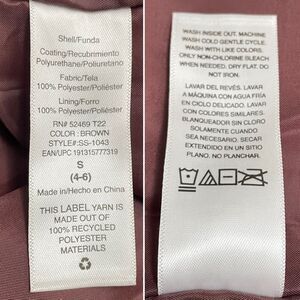 Shell/Funda
Coating/Recubrimiento
Polyurethane/Poliuretano
Fabric/Tela
100% Polyester/Poliéster
Lining/Forro
100% Polyester/Poliéster
RN# 52469 T22
COLOR : BROWN
STYLE#:SS-1043
EAN/UPC 191315777319
S
(4-6)
Made in/Hecho en China
THIS LABEL YARN IS
MADE OUT OF
100% RECYCLED
POLYESTER
MATERIALS
WASH INSIDE OUT. MACHINE
WASH COLD GENTLE CYCLE.
WASH WITH LIKE COLORS.
ONLY NON-CHLORINE BLEACH
WHEN NEEDED. DRY FLAT. DO
NOT IRON.
LAVAR DEL REVÉS. LAVAR
A MÁQUINA CON AGUA FRÍA
EN CICLO DELICADO. LAVAR
CON COLORES SIMILARES.
BLANQUEADOR SIN CLORO
SOLAMENTE CUANDO
SEA NECESARIO. SECAR
EN UNA SUPERFICIE
PLANA. NO PLANCHAR.